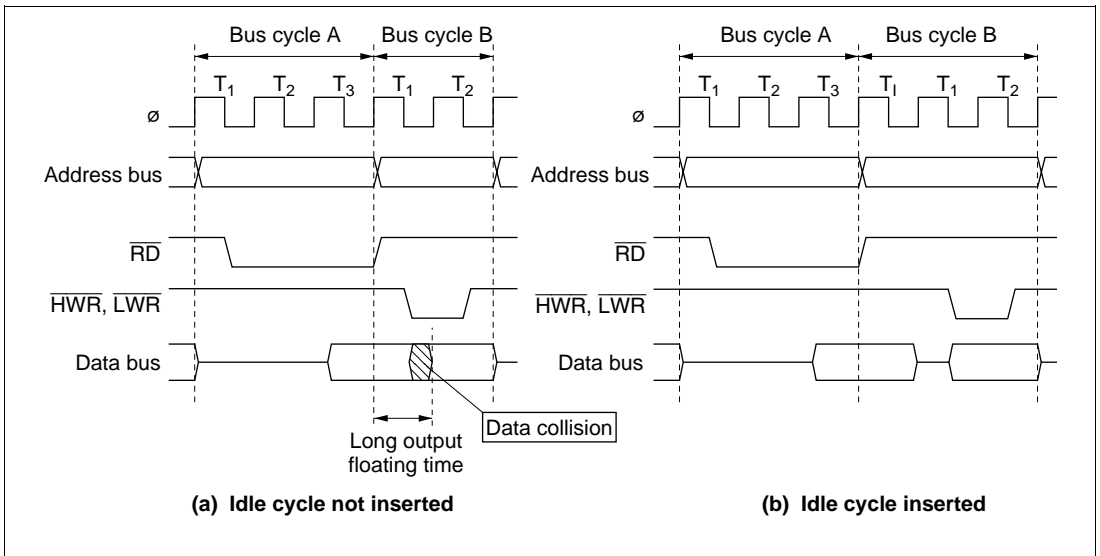 Bus cycle A
Bus cycle B
T1 T2 T3 T1 T2
ø
Address bus
RD
HWR, LWR
Data bus
Data collision
Long output
floating time
(a) Idle cycle not inserted
Bus cycle A
Bus cycle B
T1 T2 T3 TI T1 T2
ø
Address bus
RD
HWR, LWR
Data bus
(b) Idle cycle inserted